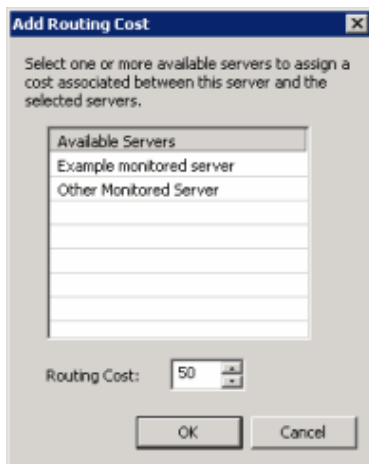 Add Routing Cost
Select one or more available servers to assign a
cost associated between this server and the
selected servers.
Available Servers
Example monitored server
Other Monitored Server
Routing Cost: 50
OK Cancel